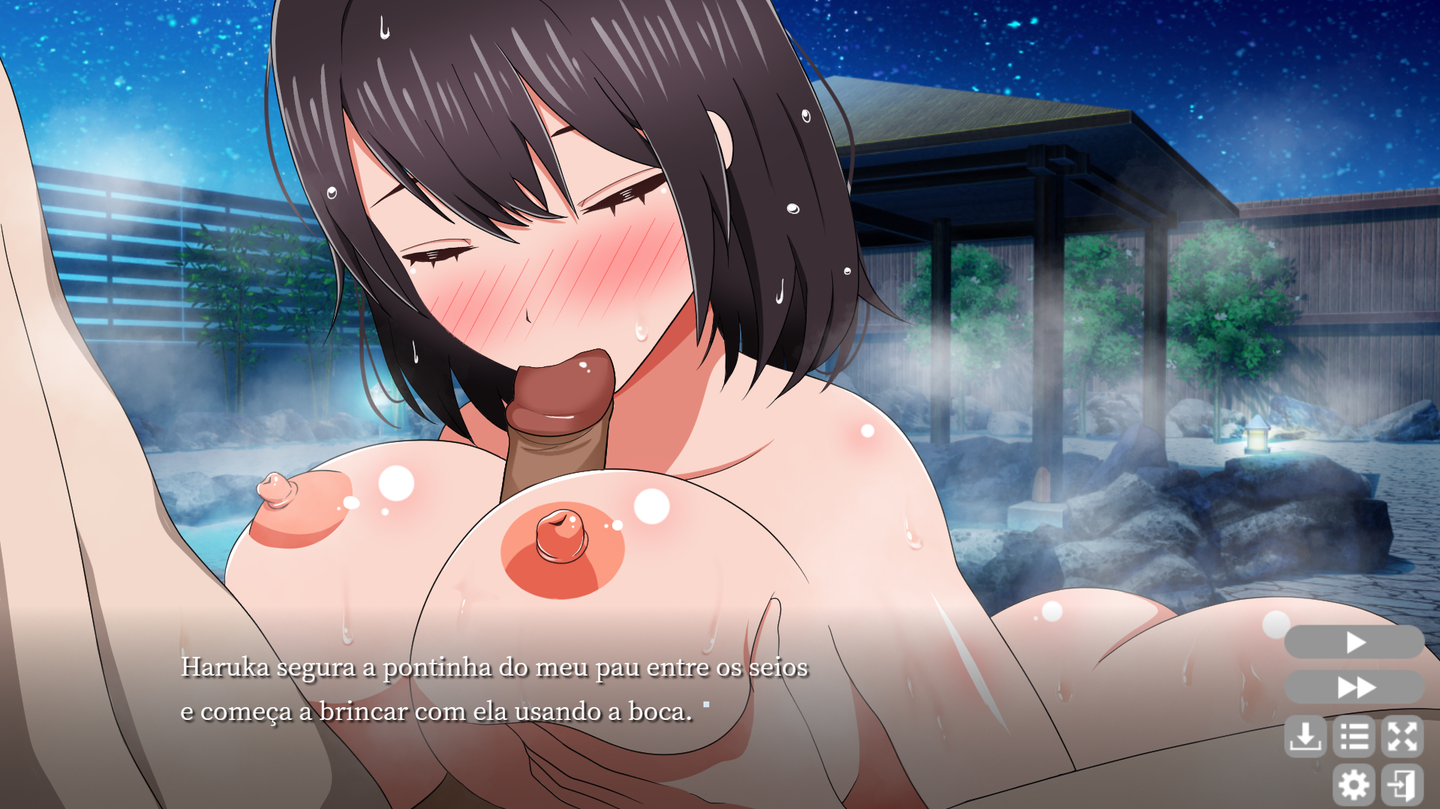 Haruka segura a pontinha do meu pau entre os seios
e começa a brincar com ela usando a boca.